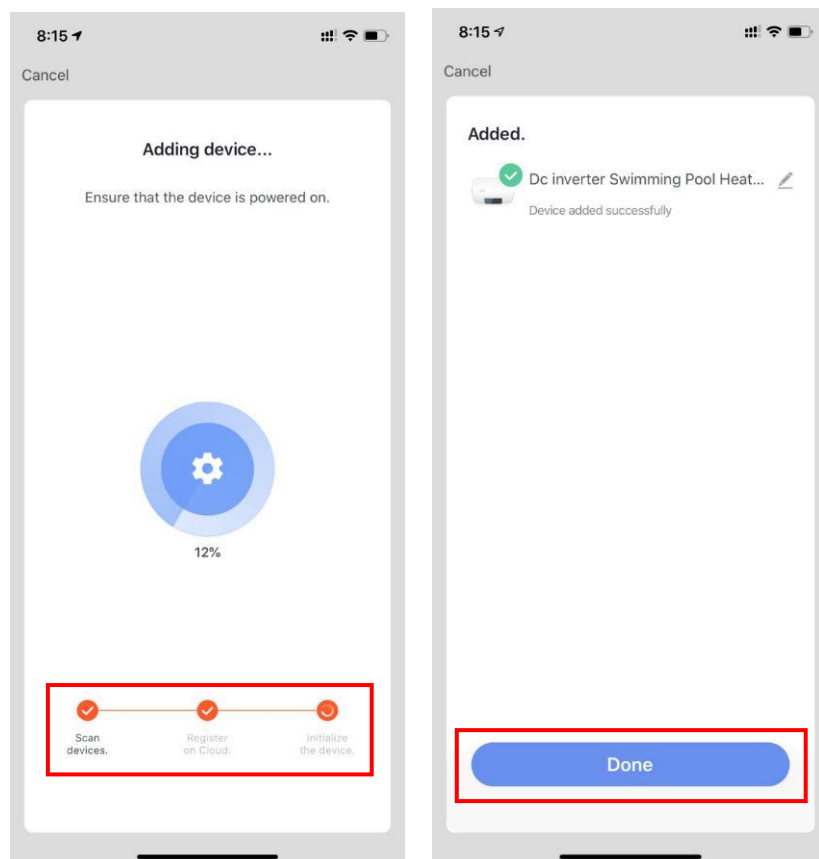 8:15
Cancel
Adding device...
Ensure that the device is powered on.
12%
Scan
devices.
Register
on Cloud.
Initialize
the device.
8:15
Cancel
Added.
Dc inverter Swimming Pool Heat...
Device added successfully
Done